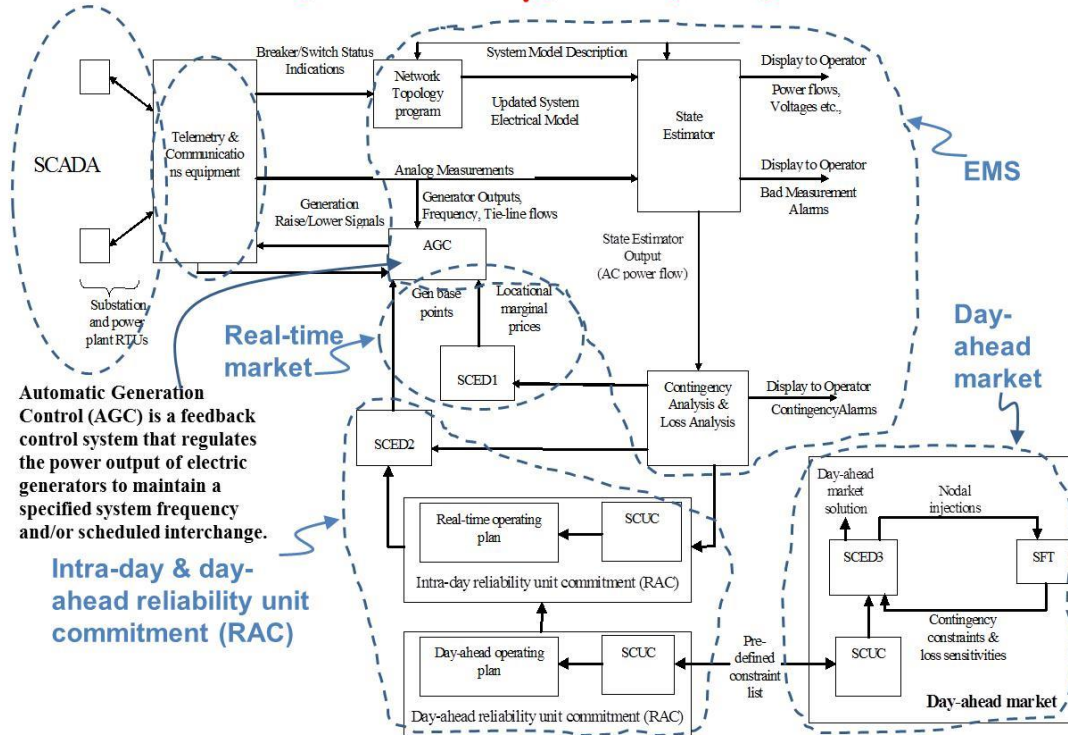 Breaker/Switch Status
Indications
System Model Description
Network
Topology
program
Updated System
Electrical Model
State
Estimator
Display to Operator
Power flows,
Voltages etc.,
Display to Operator
Bad Measurement
Alarms
EMS
SCADA
Telemetry &
Communicatio
ns equipment
Analog Measurements
Generator Outputs,
Frequency, Tie-line flows
Generation
Raise/Lower Signals
AGC
State Estimator
Output
(AC power flow)
Substation
and power
plant RTUs
Gen base
points
Locational
marginal
prices
Real-time
market
SCED1
Contingency
Analysis &
Loss Analysis
Display to Operator
ContingencyAlarms
Day-
ahead
market
Automatic Generation
Control (AGC) is a feedback
control system that regulates
the power output of electric
generators to maintain a
specified system frequency
and/or scheduled interchange.
SCED2
Intra-day & day-
ahead reliability unit
commitment (RAC)
Real-time operating
plan
SCUC
Intra-day reliability unit commitment (RAC)
Day-ahead operating
plan
SCUC
Day-ahead reliability unit commitment (RAC)
Pre-
defined
constraint
list
Day-ahead
market
solution
Nodal
injections
SCED3
SFT
Contingency
constraints &
loss sensitivities
SCUC
Day-ahead market